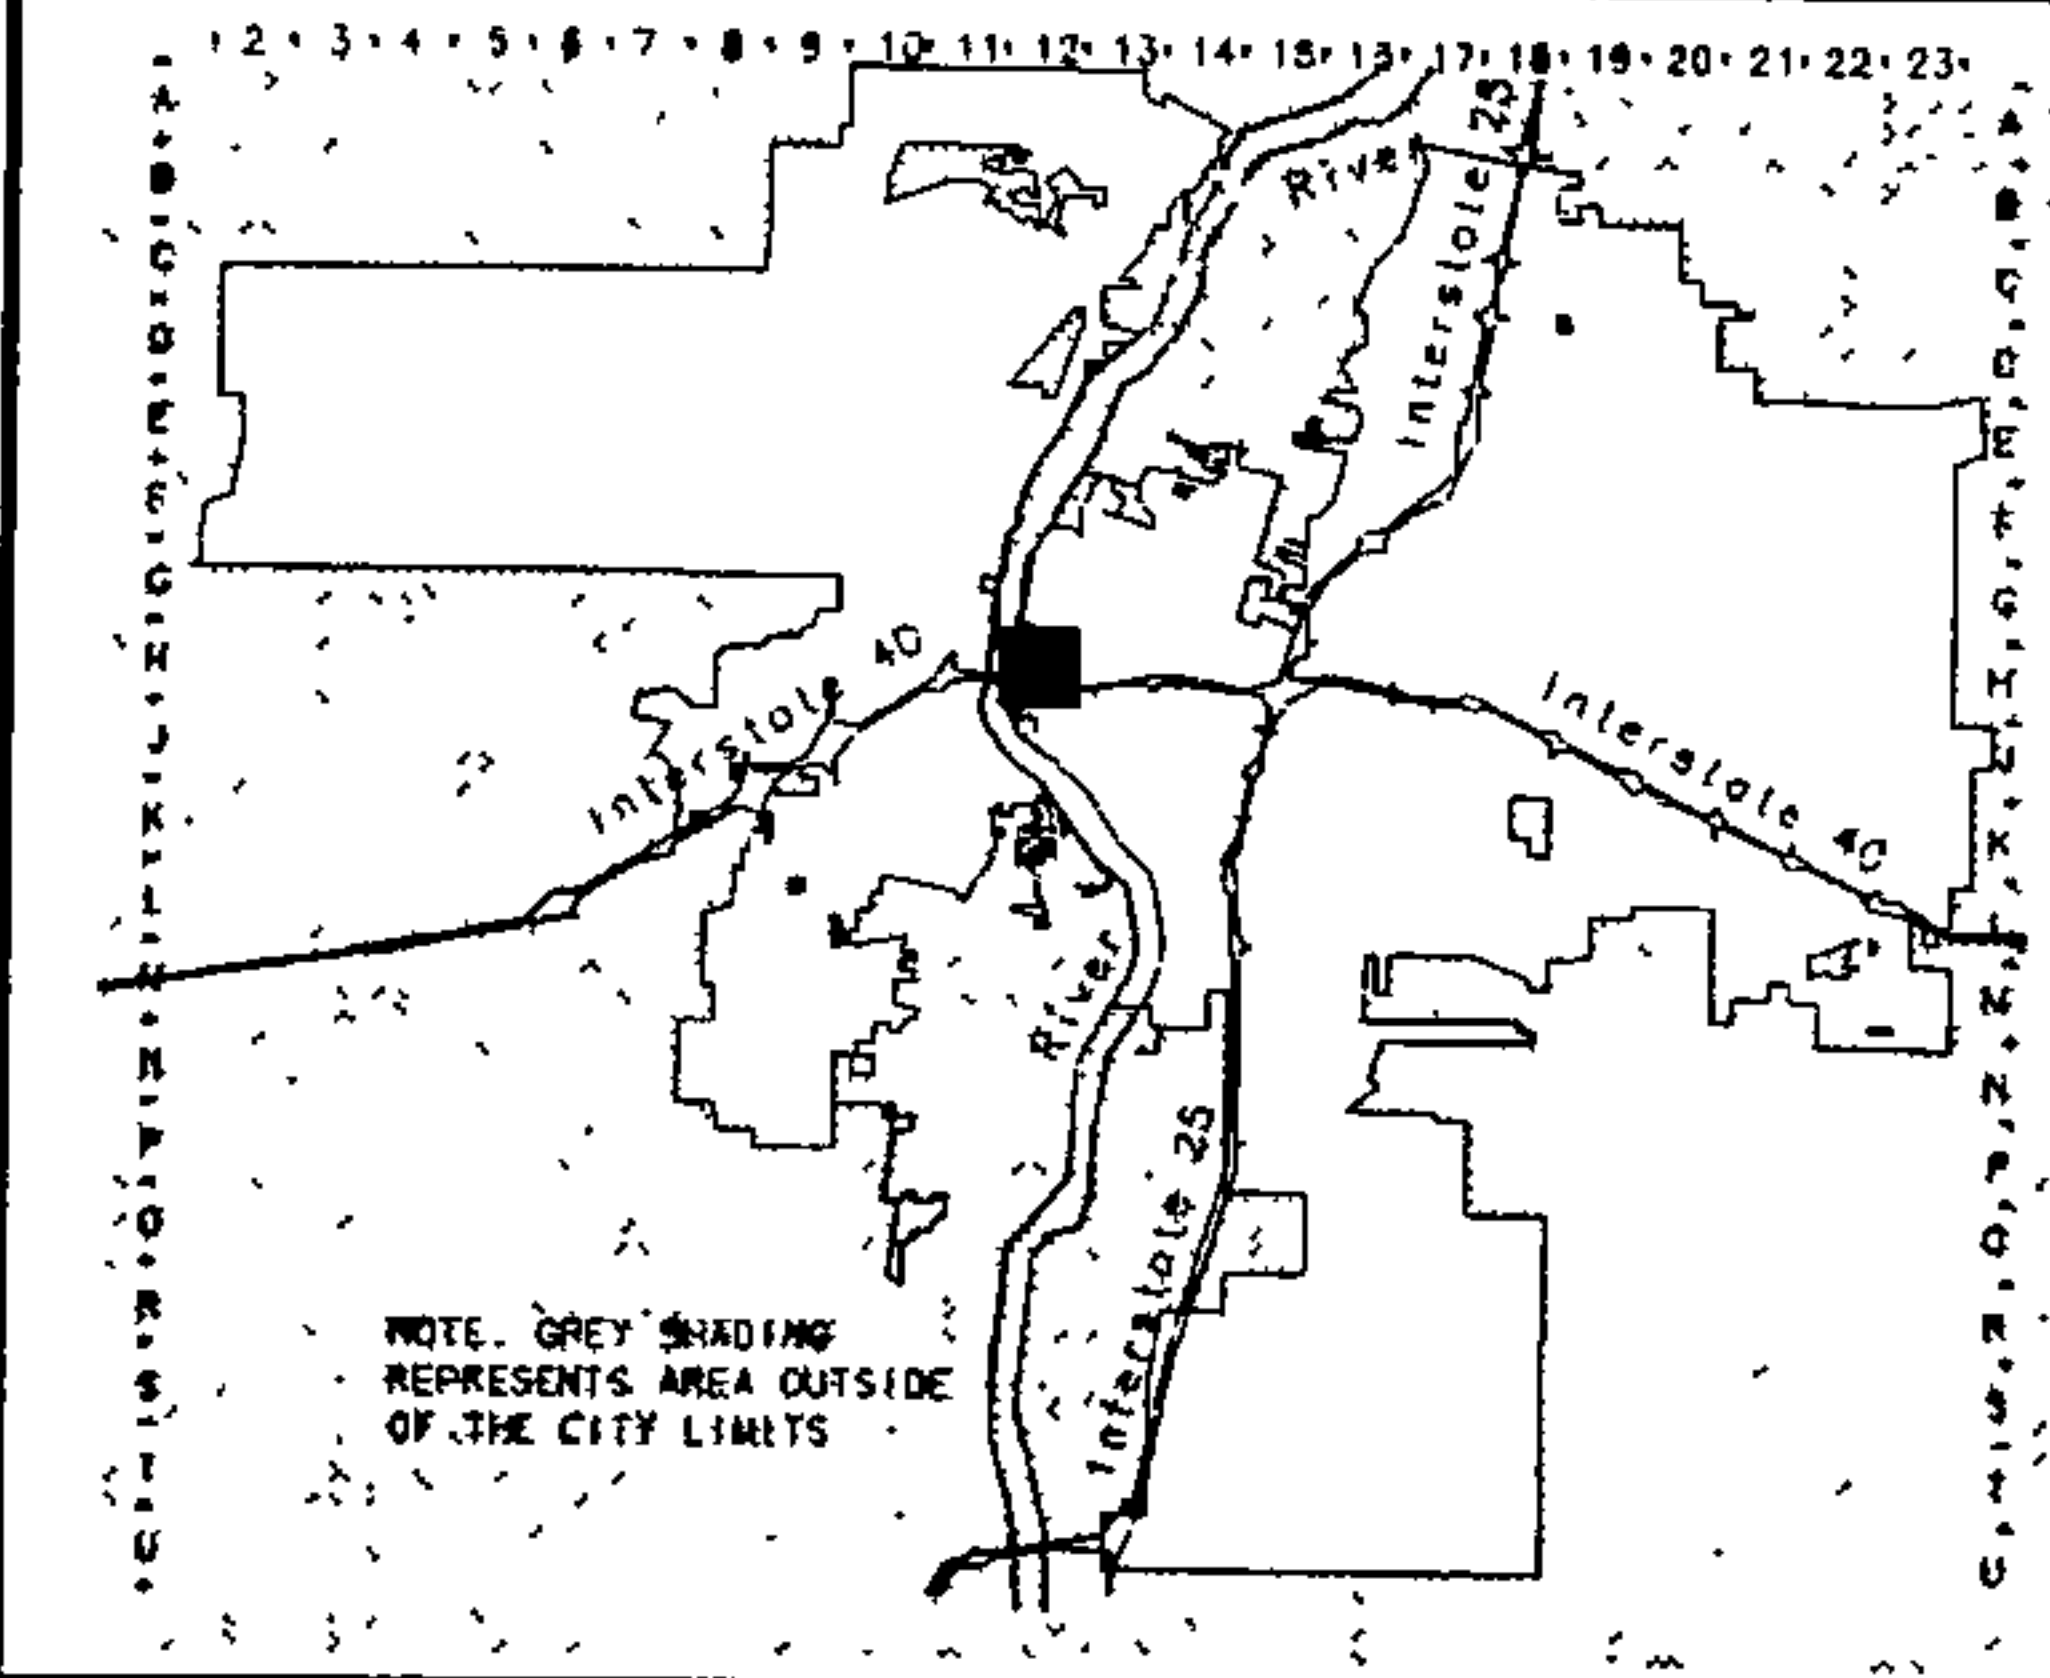 2 • 3 • 4 • 5 • 6 • 7 • 8 • 9 • 10 • 11 • 12 • 13 • 14 • 15 • 16 • 17 • 18 • 19 • 20 • 21 • 22 • 23 •
A
B
C
D
E
F
G
H
J
K
L
M
N
P
Q
R
S
T
U
River
Interstate 25
Interstate 40
Interstate 40
River
Interstate 25
NOTE. GREY SHADING
REPRESENTS AREA OUTSIDE
OF THE CITY LIMITS
A
B
C
D
E
F
G
H
K
L
M
N
P
Q
R
S
T
U